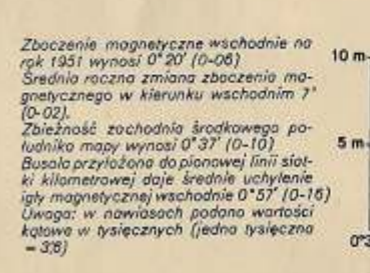 Zboczenie magnetyczne wschodnie na
rok 1951 wynosi 0°20' (0-06)
Średnia roczna zmiana zboczenia ma-
gnetycznego w kierunku wschodnim 7'
(0-02).
Zbieżność zachodnia środkowego po-
łudnika mapy wynosi 0°37' (0-10)
Busola przyłożona do pionowej linii siat-
ki kilometrowej daje średnie uchylenie
igły magnetycznej wschodnie 0°57' (0-16)
Uwaga: w nawiasach podano wartości
kątowe w tysięcznych (jedna tysięczna
= 3,6)
10 m
5 m